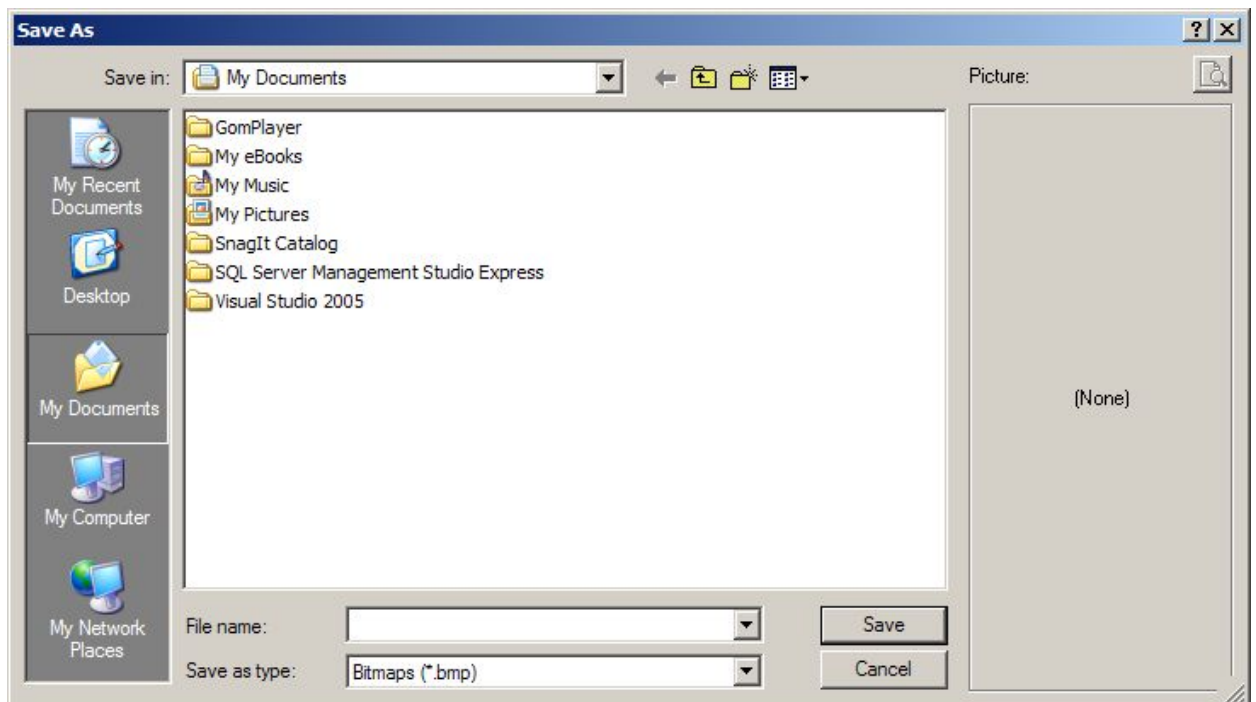 Save As
Save in:
My Documents
Picture:
My Recent
Documents
Desktop
My Documents
My Computer
My Network
Places
GomPlayer
My eBooks
My Music
My Pictures
SnagIt Catalog
SQL Server Management Studio Express
Visual Studio 2005
(None)
File name:
Save
Save as type:
Bitmaps (*.bmp)
Cancel